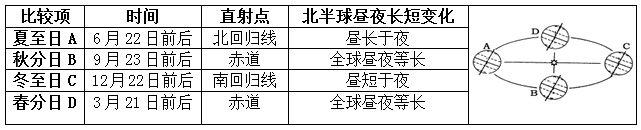 比较项 时间 直射点 北半球昼夜长短变化
夏至日 A 6 月 22 日前后 北回归线 昼长于夜
秋分日 B 9 月 23 日前后 赤道 全球昼夜等长
冬至日 C 12月 22日前后 南回归线 昼短于夜
春分日 D 3 月 21 日前后 赤道 全球昼夜等长
D
A
C
B